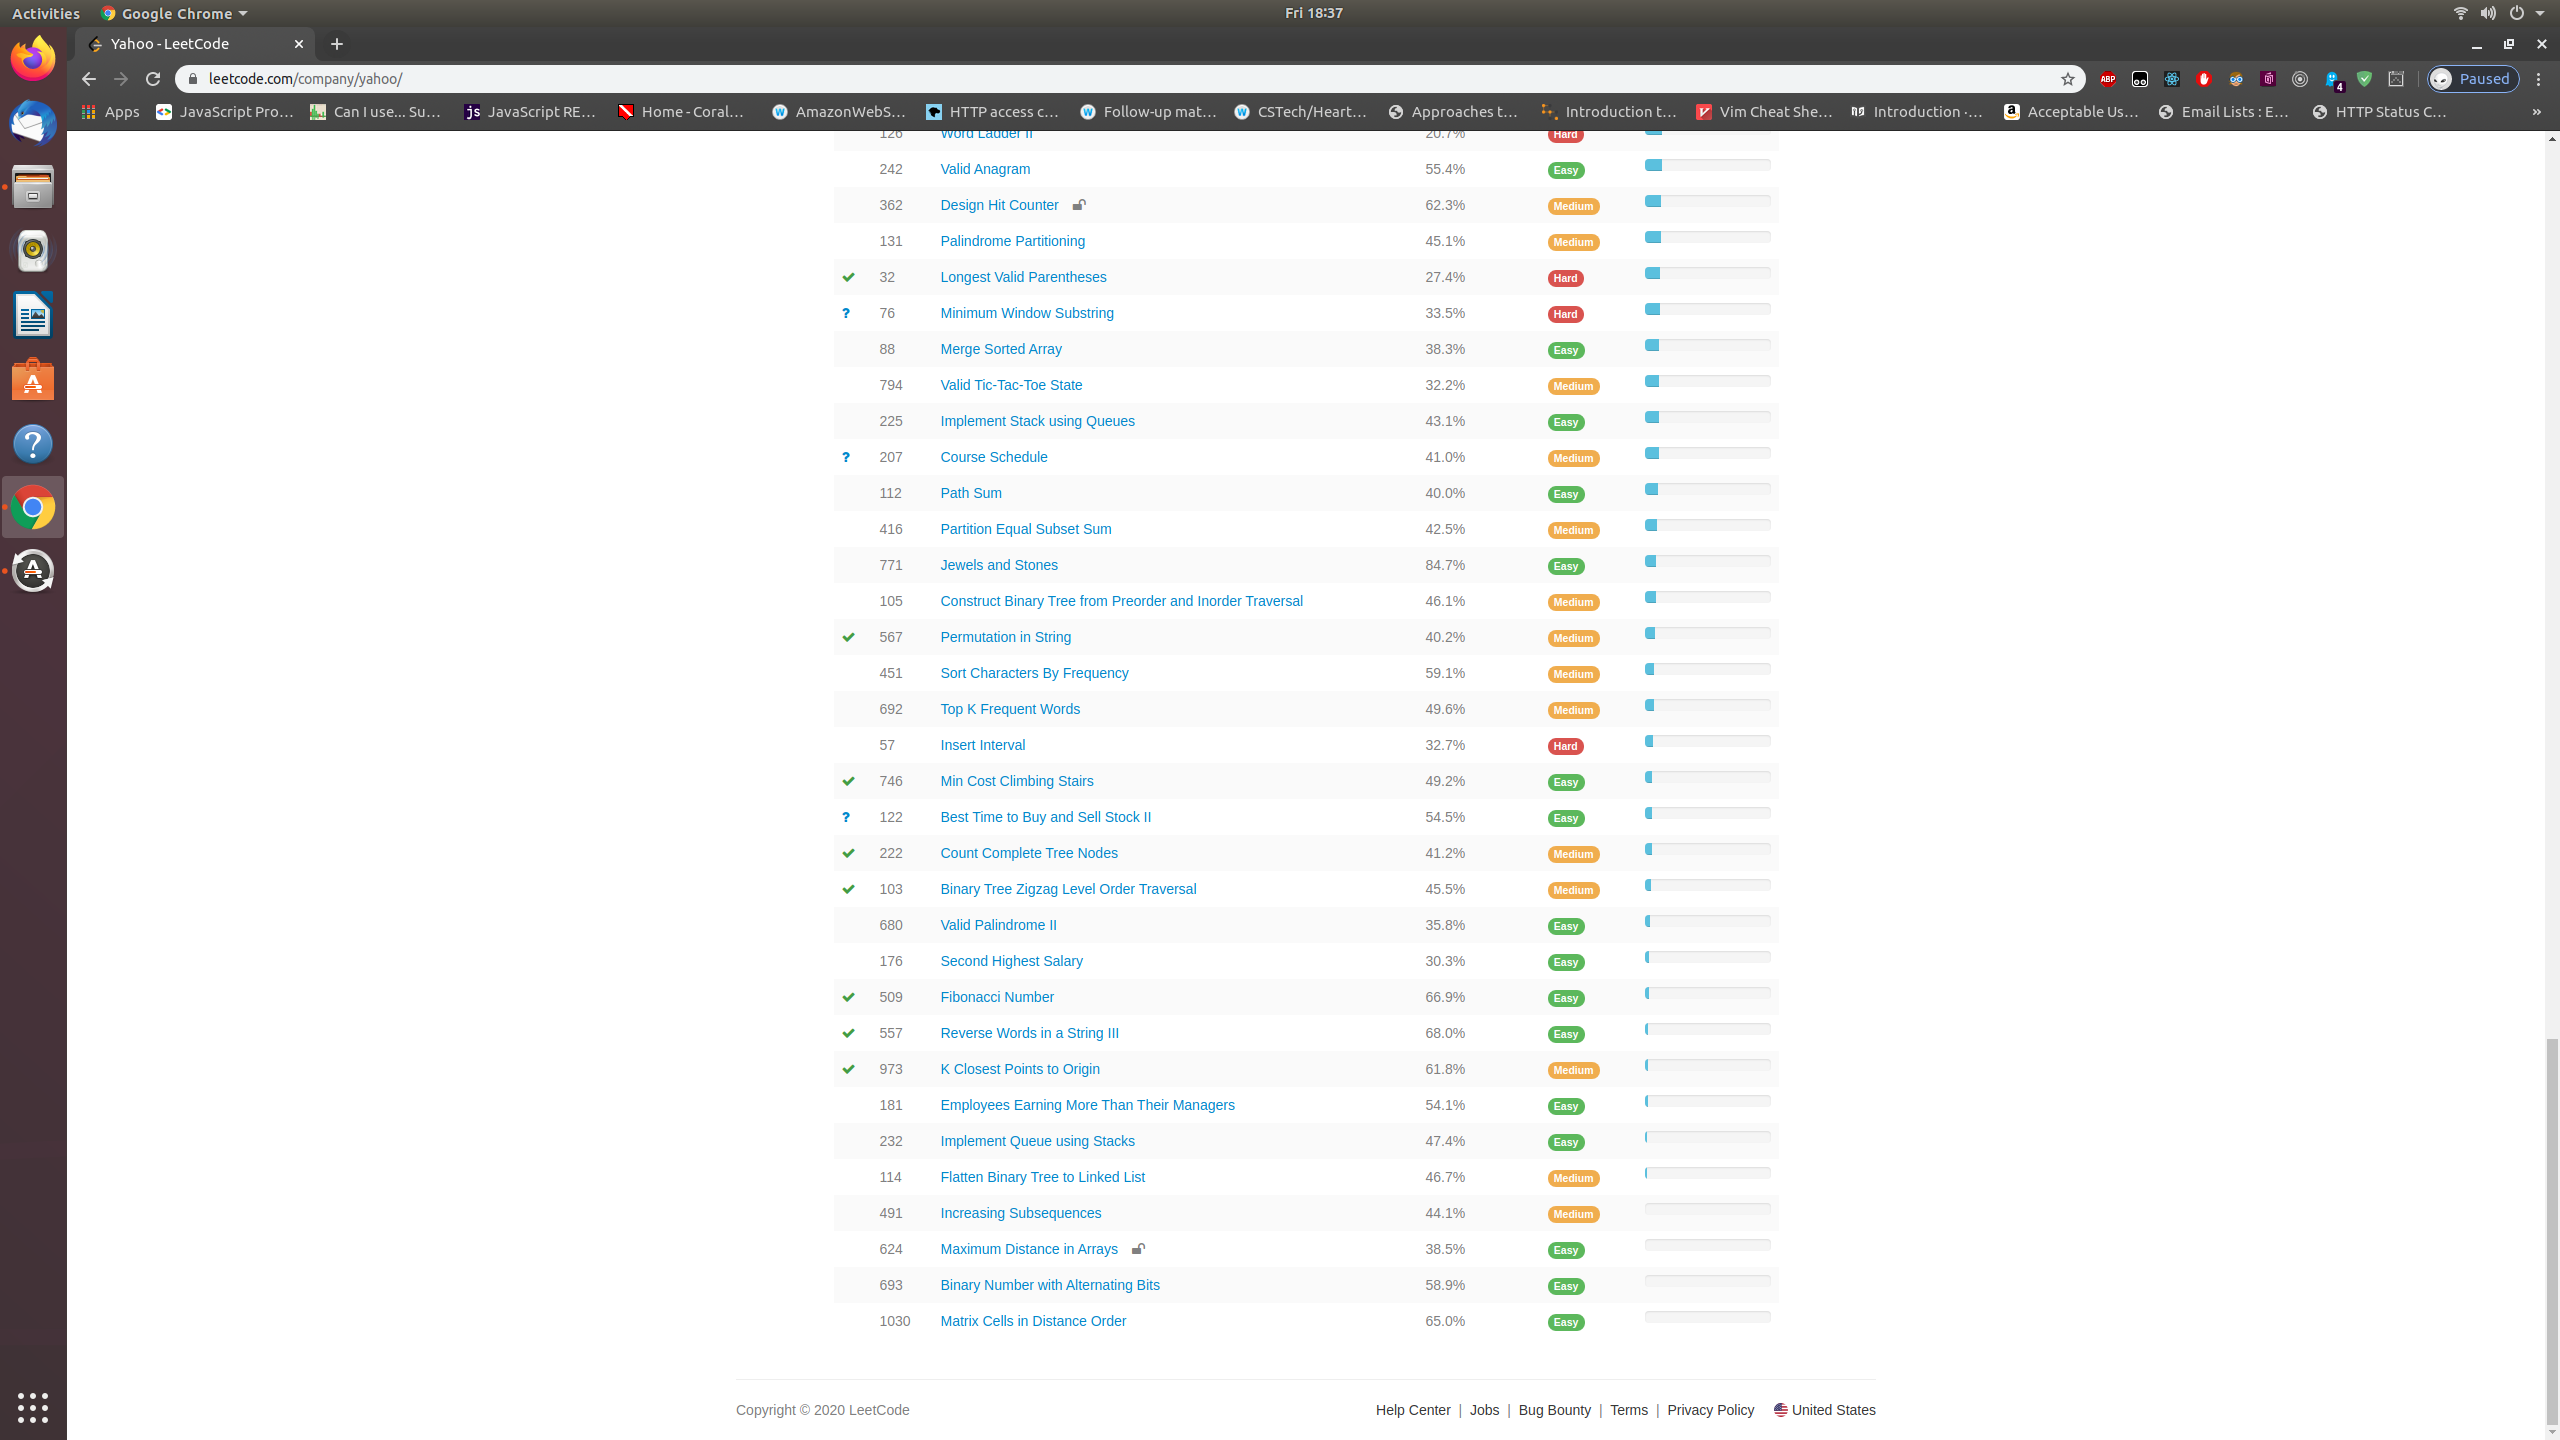 Activities Google Chrome Fri 18:37
Yahoo - LeetCode
leetcode.com/company/yahoo/ ABP 4 Paused
Apps JavaScript Pro… Can I use... Su… js JavaScript RE… Home - Coral… W AmazonWebS… HTTP access c… W Follow-up mat… W CSTech/Heart… Approaches t… Introduction t… Vim Cheat She… Introduction ·… a Acceptable Us… Email Lists : E… HTTP Status C… »
126 Word Ladder II 20.7% Hard
242 Valid Anagram 55.4% Easy
362 Design Hit Counter 62.3% Medium
131 Palindrome Partitioning 45.1% Medium
32 Longest Valid Parentheses 27.4% Hard
? 76 Minimum Window Substring 33.5% Hard
88 Merge Sorted Array 38.3% Easy
794 Valid Tic-Tac-Toe State 32.2% Medium
225 Implement Stack using Queues 43.1% Easy
? 207 Course Schedule 41.0% Medium
112 Path Sum 40.0% Easy
416 Partition Equal Subset Sum 42.5% Medium
771 Jewels and Stones 84.7% Easy
105 Construct Binary Tree from Preorder and Inorder Traversal 46.1% Medium
567 Permutation in String 40.2% Medium
451 Sort Characters By Frequency 59.1% Medium
692 Top K Frequent Words 49.6% Medium
57 Insert Interval 32.7% Hard
746 Min Cost Climbing Stairs 49.2% Easy
? 122 Best Time to Buy and Sell Stock II 54.5% Easy
222 Count Complete Tree Nodes 41.2% Medium
103 Binary Tree Zigzag Level Order Traversal 45.5% Medium
680 Valid Palindrome II 35.8% Easy
176 Second Highest Salary 30.3% Easy
509 Fibonacci Number 66.9% Easy
557 Reverse Words in a String III 68.0% Easy
973 K Closest Points to Origin 61.8% Medium
181 Employees Earning More Than Their Managers 54.1% Easy
232 Implement Queue using Stacks 47.4% Easy
114 Flatten Binary Tree to Linked List 46.7% Medium
491 Increasing Subsequences 44.1% Medium
624 Maximum Distance in Arrays 38.5% Easy
693 Binary Number with Alternating Bits 58.9% Easy
1030 Matrix Cells in Distance Order 65.0% Easy
Copyright © 2020 LeetCode Help Center | Jobs | Bug Bounty | Terms | Privacy Policy United States